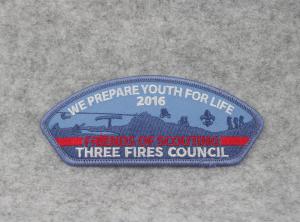 WE PREPARE YOUTH FOR LIFE
2016
FRIENDS OF SCOUTING
THREE FIRES COUNCIL